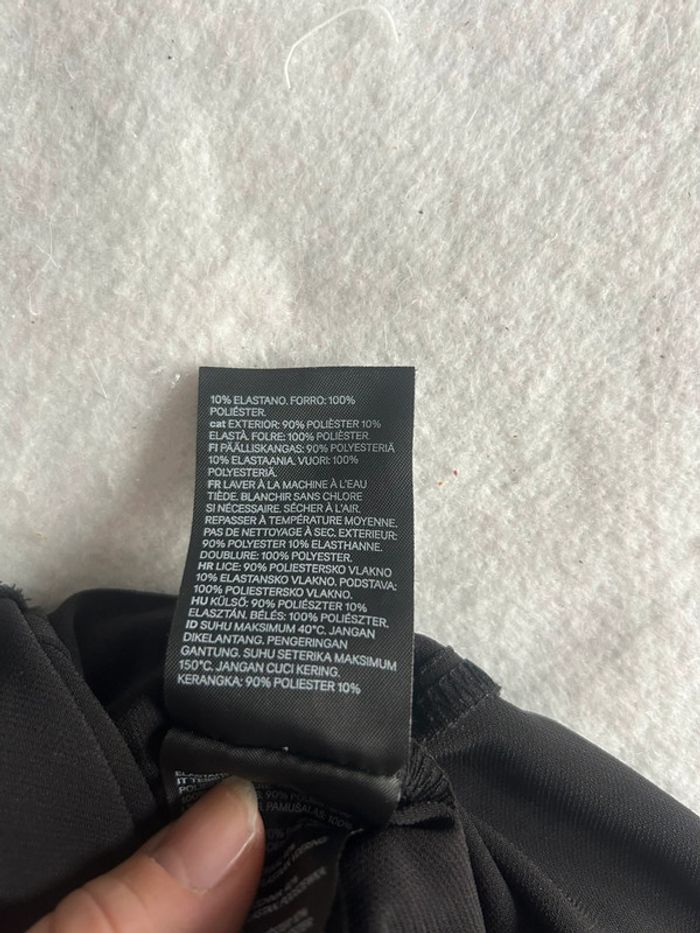 10% ELASTANO. FORRO: 100%
POLIÉSTER.
cat EXTERIOR: 90% POLIÈSTER 10%
ELASTÀ. FOLRE: 100% POLIÈSTER.
FI PÄÄLLISKANGAS: 90% POLYESTERIÄ
10% ELASTAANIA. VUORI: 100%
POLYESTERIÄ.
FR LAVER À LA MACHINE À L'EAU
TIÈDE. BLANCHIR SANS CHLORE
SI NÉCESSAIRE. SÉCHER À L'AIR.
REPASSER À TEMPÉRATURE MOYENNE.
PAS DE NETTOYAGE À SEC. EXTERIEUR:
90% POLYESTER 10% ELASTHANNE.
DOUBLURE: 100% POLYESTER.
HR LICE: 90% POLIESTERSKO VLAKNO
10% ELASTANSKO VLAKNO. PODSTAVA:
100% POLIESTERSKO VLAKNO.
HU KÜLSŐ: 90% POLIÉSZTER 10%
ELASZTÁN. BÉLÉS: 100% POLIÉSZTER.
ID SUHU MAKSIMUM 40°C. JANGAN
DIKELANTANG. PENGERINGAN
GANTUNG. SUHU SETERIKA MAKSIMUM
150°C. JANGAN CUCI KERING.
KERANGKA: 90% POLIESTER 10%
90%
PAMUŠALAS: 100%